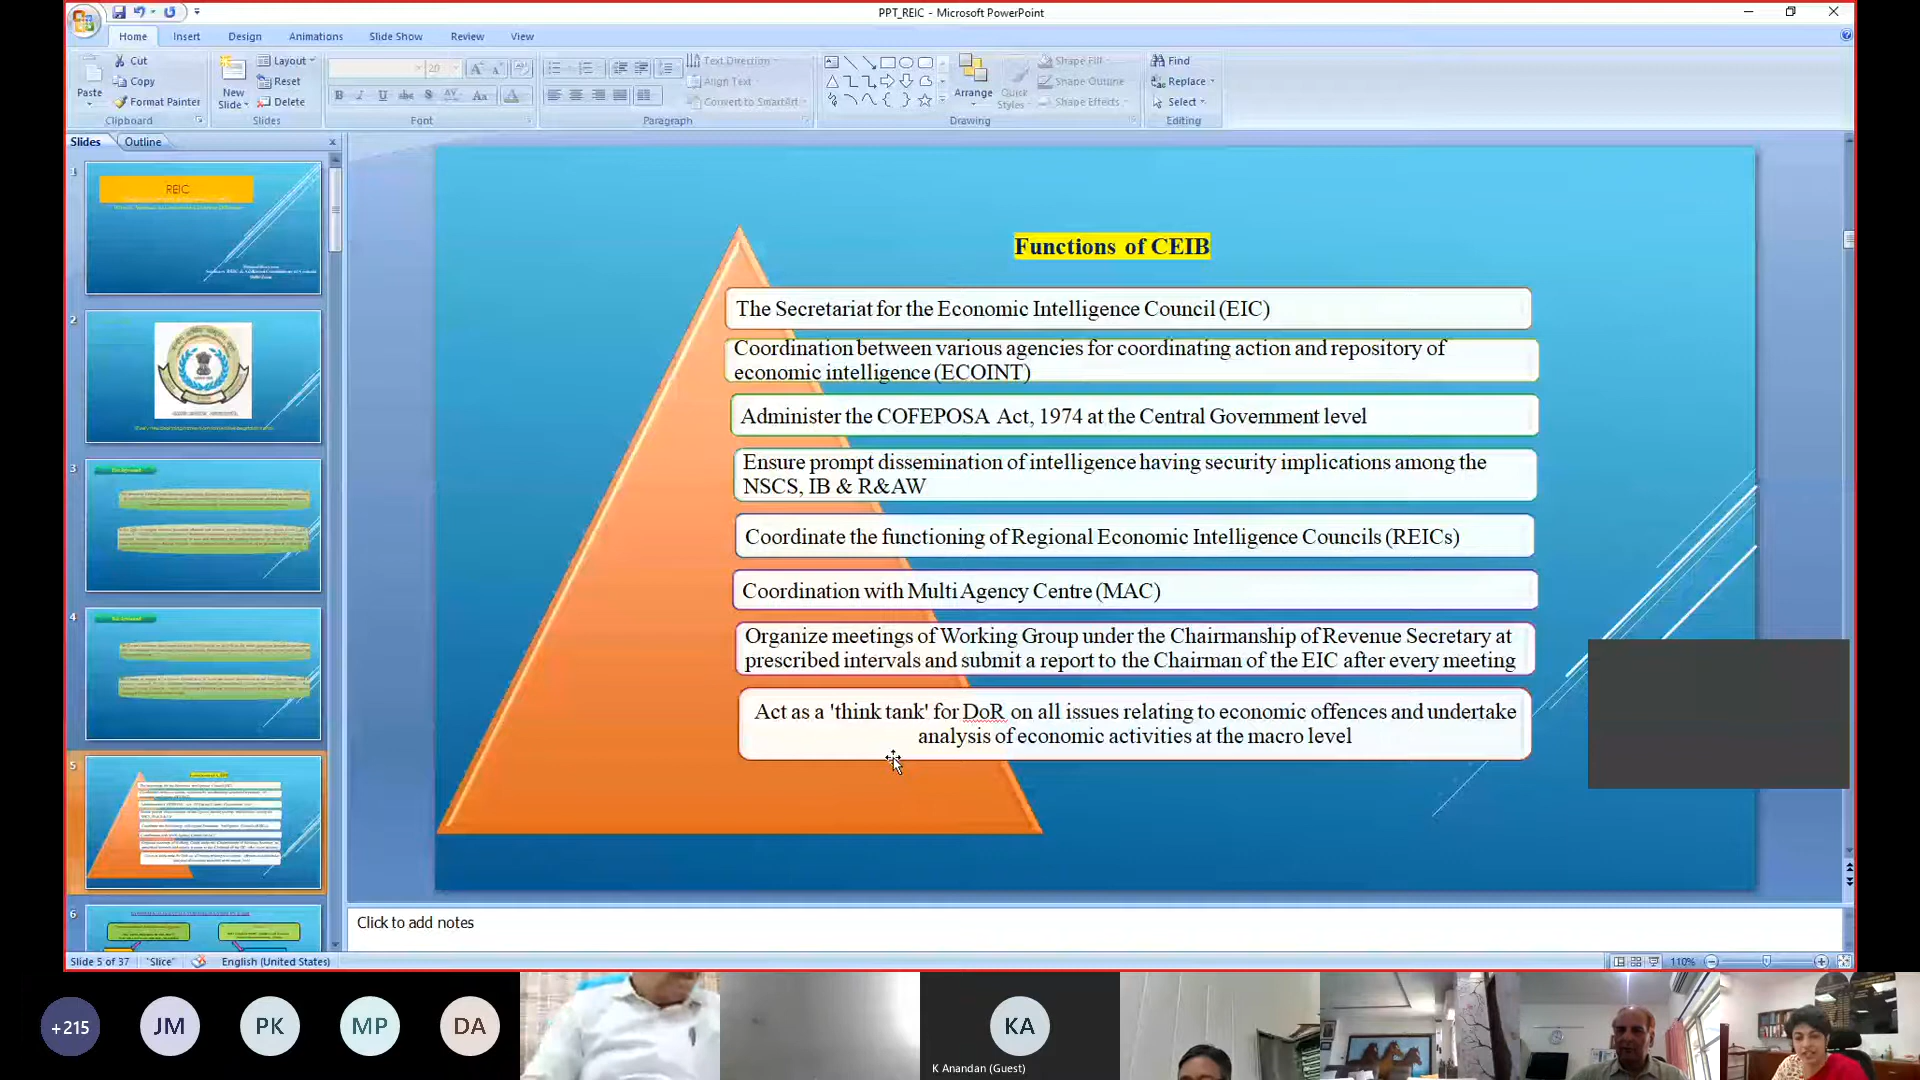 PPT_REIC - Microsoft PowerPoint
Home
Insert
Design
Animations
Slide Show
Review
View
Paste
Cut
Copy
Format Painter
Clipboard
New
Slide
Layout
Reset
Delete
Slides
20
Font
Text Direction
Align Text
Convert to SmartArt
Paragraph
Arrange
Quick
Styles
Shape Fill
Shape Outline
Shape Effects
Drawing
Find
Replace
Select
Editing
Slides
Outline
1
REIC
2
3
4
5
6
Functions of CEIB
The Secretariat for the Economic Intelligence Council (EIC)
Coordination between various agencies for coordinating action and repository of
economic intelligence (ECOINT)
Administer the COFEPOSA Act, 1974 at the Central Government level
Ensure prompt dissemination of intelligence having security implications among the
NSCS, IB & R&AW
Coordinate the functioning of Regional Economic Intelligence Councils (REICs)
Coordination with Multi Agency Centre (MAC)
Organize meetings of Working Group under the Chairmanship of Revenue Secretary at
prescribed intervals and submit a report to the Chairman of the EIC after every meeting
Act as a 'think tank' for DoR on all issues relating to economic offences and undertake
analysis of economic activities at the macro level
Click to add notes
Slide 5 of 37
"Slice"
English (United States)
110%
+215
JM
PK
MP
DA
KA
K Anandan (Guest)